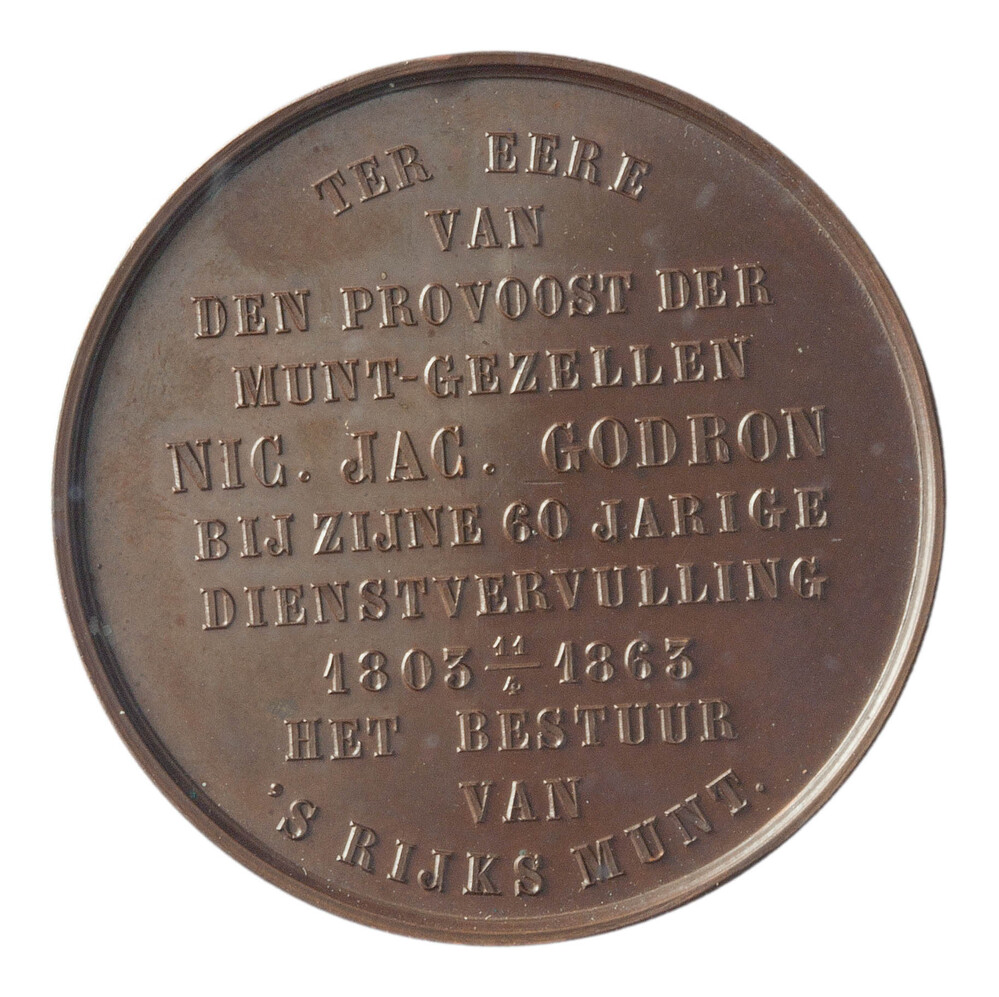 TER EERE
VAN
DEN PROVOOST DER
MUNT-GEZELLEN
NIC. JAC. GODRON
BIJ ZIJNE 60 JARIGE
DIENSTVERVULLING
1803 11/4 1863
HET BESTUUR
VAN
'S RIJKS MUNT.